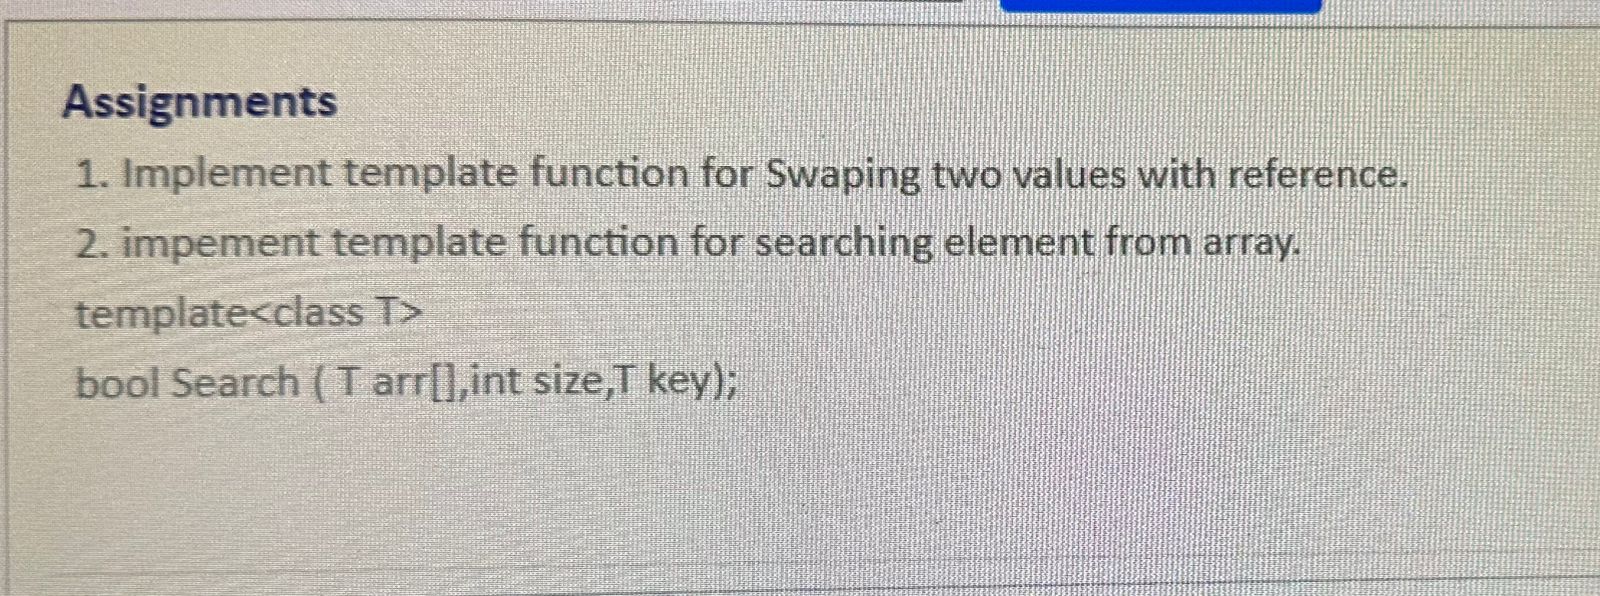 Assignments
1. Implement template function for Swaping two values with reference.
2. impement template function for searching element from array.
template<class T>
bool Search ( T arr[],int size,T key);